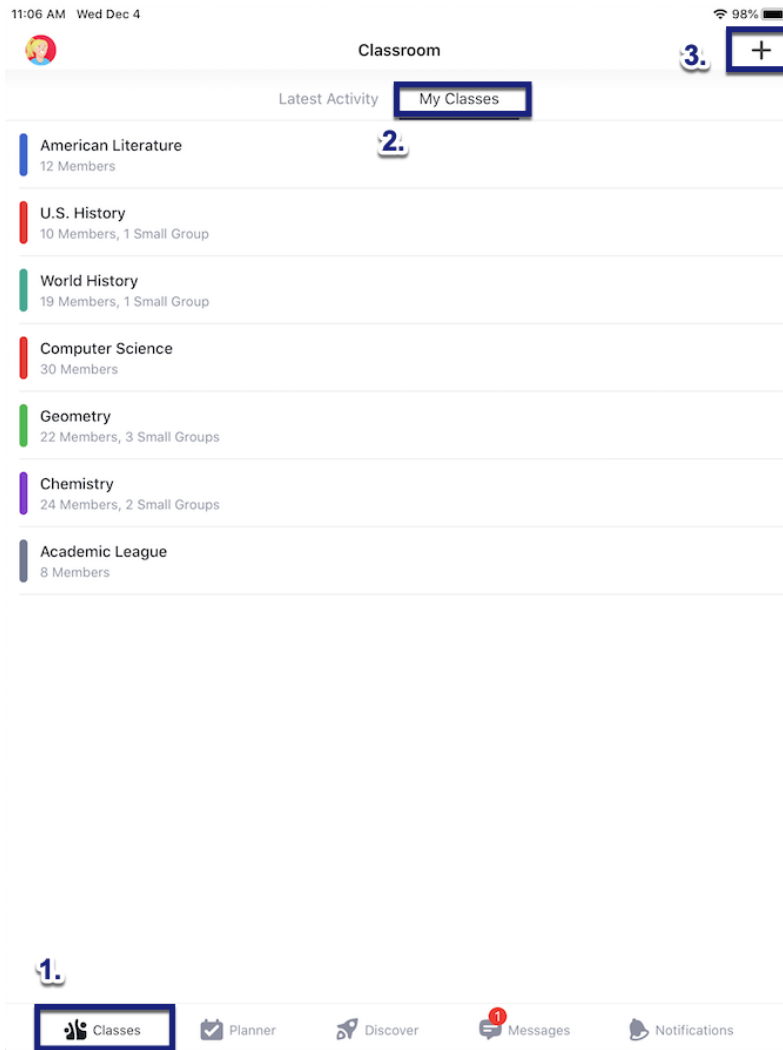 11:06 AM Wed Dec 4 98%
Classroom
3. +
Latest Activity My Classes
2.
American Literature
12 Members
U.S. History
10 Members, 1 Small Group
World History
19 Members, 1 Small Group
Computer Science
30 Members
Geometry
22 Members, 3 Small Groups
Chemistry
24 Members, 2 Small Groups
Academic League
8 Members
1.
1
Classes Planner Discover Messages Notifications